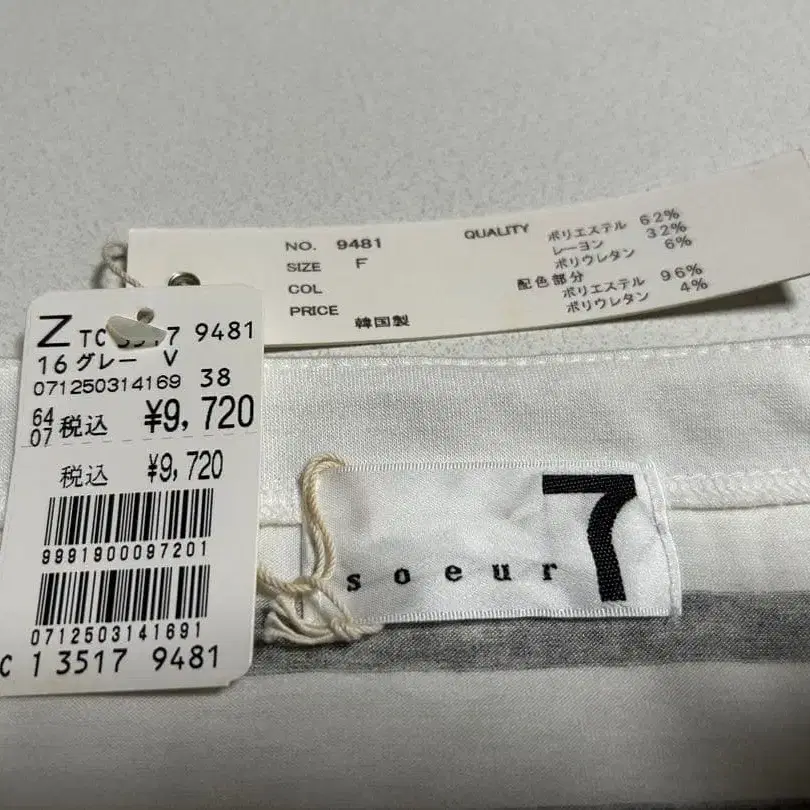 NO. 9481
SIZE F
COL
PRICE
韓国製
QUALITY ポリエステル 62%
レーヨン 32%
ポリウレタン 6%
配色部分
ポリエステル 96%
ポリウレタン 4%
Z TC 3517 9481
16 グレー V
071250314169 38
64
07 税込 ¥9,720
税込 ¥9,720
9991900097201
0712503141691
C 1 3517 9481
soeur 7